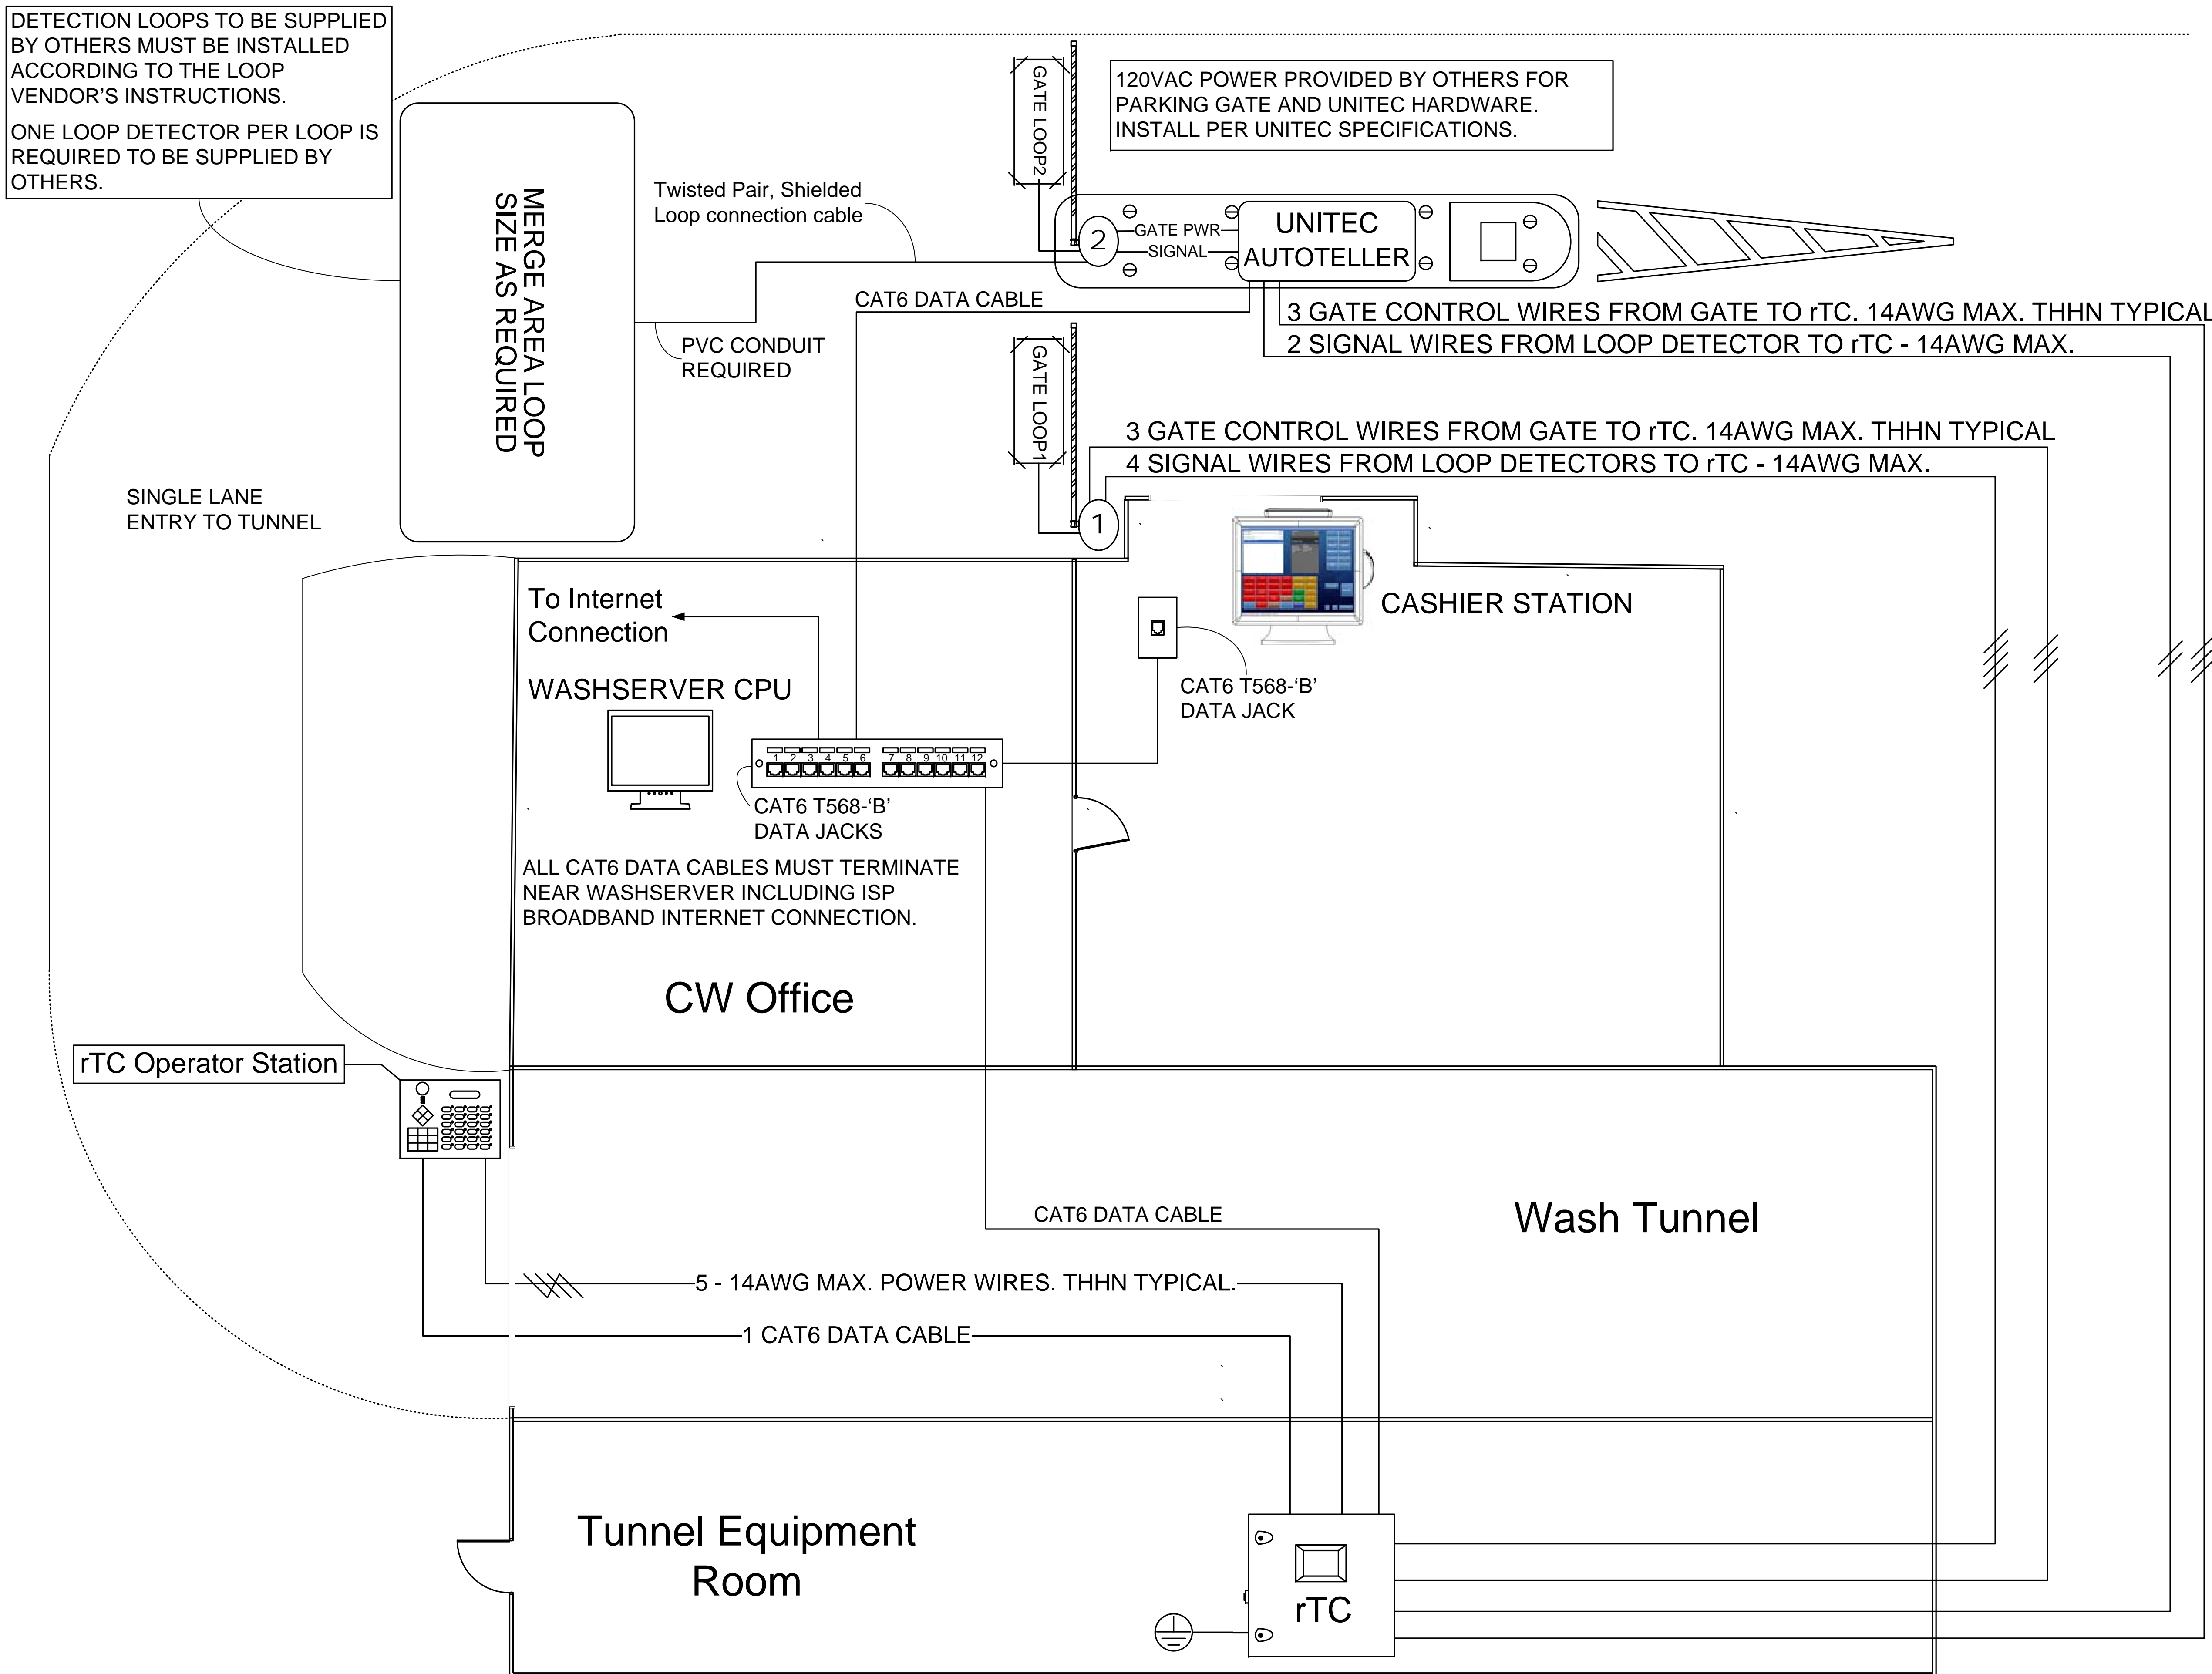 DETECTION LOOPS TO BE SUPPLIED
BY OTHERS MUST BE INSTALLED
ACCORDING TO THE LOOP
VENDOR'S INSTRUCTIONS.
ONE LOOP DETECTOR PER LOOP IS
REQUIRED TO BE SUPPLIED BY
OTHERS.
MERGE AREA LOOP
SIZE AS REQUIRED
Twisted Pair, Shielded
Loop connection cable
PVC CONDUIT
REQUIRED
GATE LOOP2
120VAC POWER PROVIDED BY OTHERS FOR
PARKING GATE AND UNITEC HARDWARE.
INSTALL PER UNITEC SPECIFICATIONS.
2
GATE PWR
SIGNAL
UNITEC
AUTOTELLER
CAT6 DATA CABLE
3 GATE CONTROL WIRES FROM GATE TO rTC. 14AWG MAX. THHN TYPICAL
2 SIGNAL WIRES FROM LOOP DETECTOR TO rTC - 14AWG MAX.
GATE LOOP1
3 GATE CONTROL WIRES FROM GATE TO rTC. 14AWG MAX. THHN TYPICAL
4 SIGNAL WIRES FROM LOOP DETECTORS TO rTC - 14AWG MAX.
1
SINGLE LANE
ENTRY TO TUNNEL
To Internet
Connection
CASHIER STATION
WASHSERVER CPU
CAT6 T568-‘B’
DATA JACK
1 2 3 4 5 6 7 8 9 10 11 12
CAT6 T568-‘B’
DATA JACKS
ALL CAT6 DATA CABLES MUST TERMINATE
NEAR WASHSERVER INCLUDING ISP
BROADBAND INTERNET CONNECTION.
CW Office
rTC Operator Station
CAT6 DATA CABLE
Wash Tunnel
5 - 14AWG MAX. POWER WIRES. THHN TYPICAL.
1 CAT6 DATA CABLE
Tunnel Equipment
Room
rTC